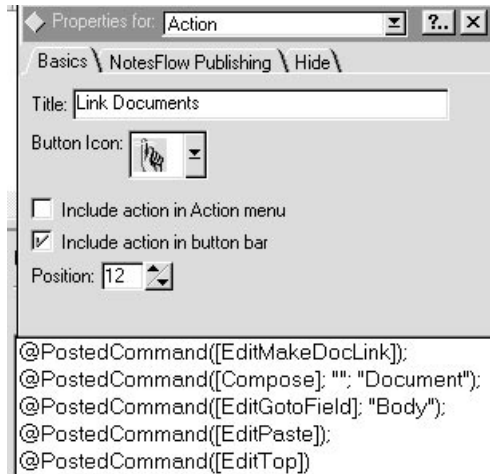 Properties for: Action ?..
Basics NotesFlow Publishing Hide
Title: Link Documents
Button Icon:
Include action in Action menu
Include action in button bar
Position: 12
@PostedCommand([EditMakeDocLink]);
@PostedCommand([Compose]; ""; "Document");
@PostedCommand([EditGotoField]; "Body");
@PostedCommand([EditPaste]);
@PostedCommand([EditTop])